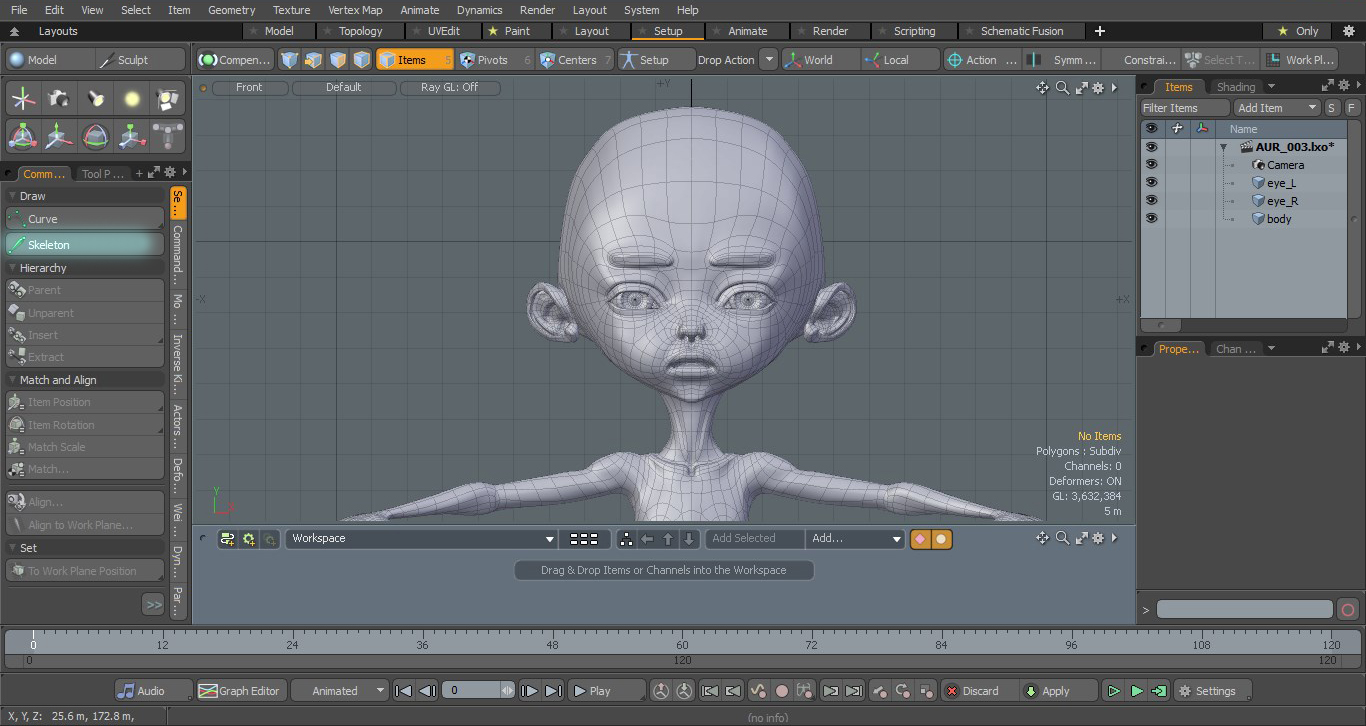 File Edit View Select Item Geometry Texture Vertex Map Animate Dynamics Render Layout System Help
Layouts Model Topology UVEdit Paint Layout Setup Animate Render Scripting Schematic Fusion + Only
Model Sculpt Compen... Items 5 Pivots 6 Centers 7 Setup Drop Action World Local Action ... Symm ... Constrai... Select T... Work Pl...
Front Default Ray GL: Off
+Y
-X
+X
No Items
Polygons : Subdiv
Channels: 0
Deformers: ON
GL: 3,632,384
5 m
Y
Comm... Tool P ... +
Draw
Curve
Skeleton
Hierarchy
Parent
Unparent
Insert
Extract
Match and Align
Item Position
Item Rotation
Match Scale
Match...
Align...
Align to Work Plane...
Set
To Work Plane Position
>>
Se ...
Command...
Mo ...
Inverse Ki...
Actors ...
Defo...
Wei ...
Dyn...
Par ...
Items Shading
Filter Items Add Item S F
Name
AUR_003.lxo*
Camera
eye_L
eye_R
body
Prope... Chan ...
>
Workspace Add Selected Add...
Drag & Drop Items or Channels into the Workspace
0 12 24 36 48 60 72 84 96 108 120
0 120 120
Audio Graph Editor Animated 0 Play Discard Apply Settings
X, Y, Z: 25.6 m, 172.8 m,
(no info)